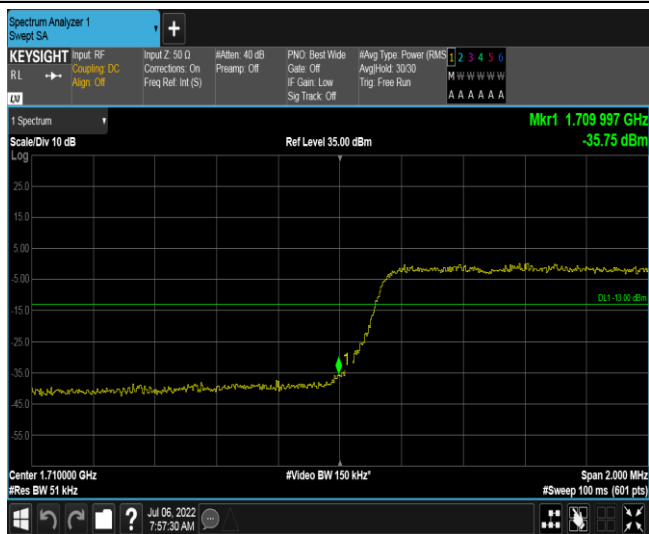 Spectrum Analyzer 1
Swept SA
+
KEYSIGHT
RL
LXI
Input: RF
Coupling: DC
Align: Off
Input Z: 50 Ω
Corrections: On
Freq Ref: Int (S)
#Atten: 40 dB
Preamp: Off
PNO: Best Wide
Gate: Off
IF Gain: Low
Sig Track: Off
#Avg Type: Power (RMS
Avg|Hold: 30/30
Trig: Free Run
1 2 3 4 5 6
M W W W W W
A A A A A A
1 Spectrum
Mkr1 1.709 997 GHz
Scale/Div 10 dB
Ref Level 35.00 dBm
-35.75 dBm
Log
25.0
15.0
5.00
-5.00
DL1 -13.00 dBm
-15.0
-25.0
1
-35.0
-45.0
-55.0
Center 1.710000 GHz
#Video BW 150 kHz*
Span 2.000 MHz
#Res BW 51 kHz
#Sweep 100 ms (601 pts)
?
Jul 06, 2022
7:57:30 AM